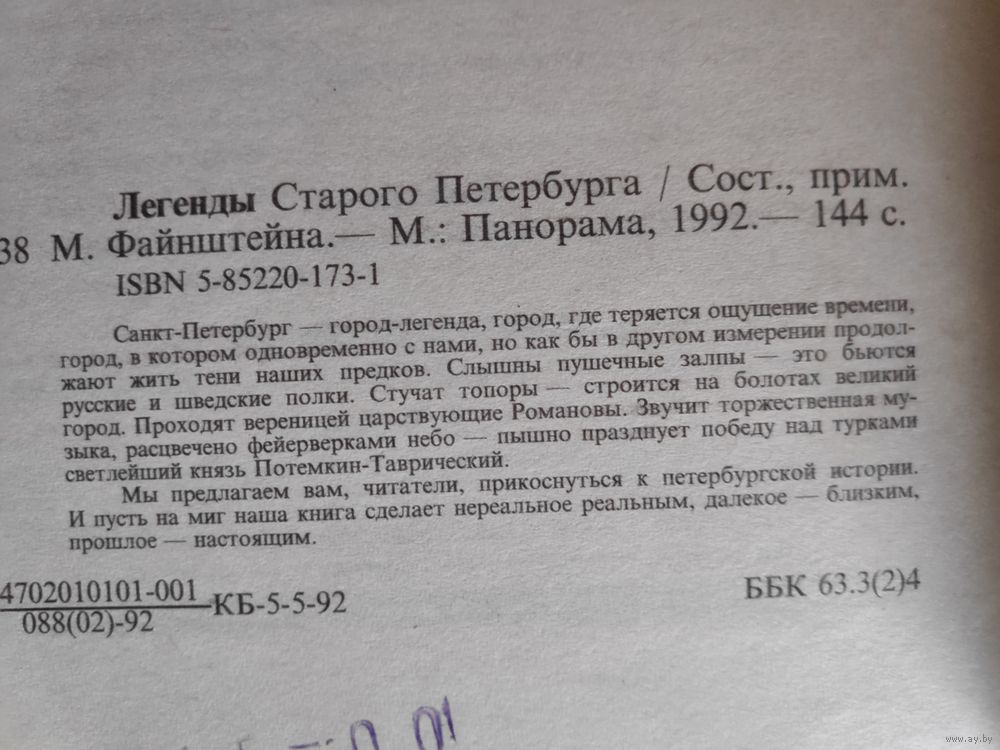 Легенды Старого Петербурга / Сост., прим.
38 М. Файнштейна.— М.: Панорама, 1992.— 144 с.
ISBN 5-85220-173-1
Санкт-Петербург — город-легенда, город, где теряется ощущение времени,
город, в котором одновременно с нами, но как бы в другом измерении продол-
жают жить тени наших предков. Слышны пушечные залпы — это бьются
русские и шведские полки. Стучат топоры — строится на болотах великий
город. Проходят вереницей царствующие Романовы. Звучит торжественная му-
зыка, расцвечено фейерверками небо — пышно празднует победу над турками
светлейший князь Потемкин-Таврический.
Мы предлагаем вам, читатели, прикоснуться к петербургской истории.
И пусть на миг наша книга сделает нереальное реальным, далекое — близким,
прошлое — настоящим.
4702010101-001
088(02)-92
КБ-5-5-92
ББК 63.3(2)4
www.ay.by